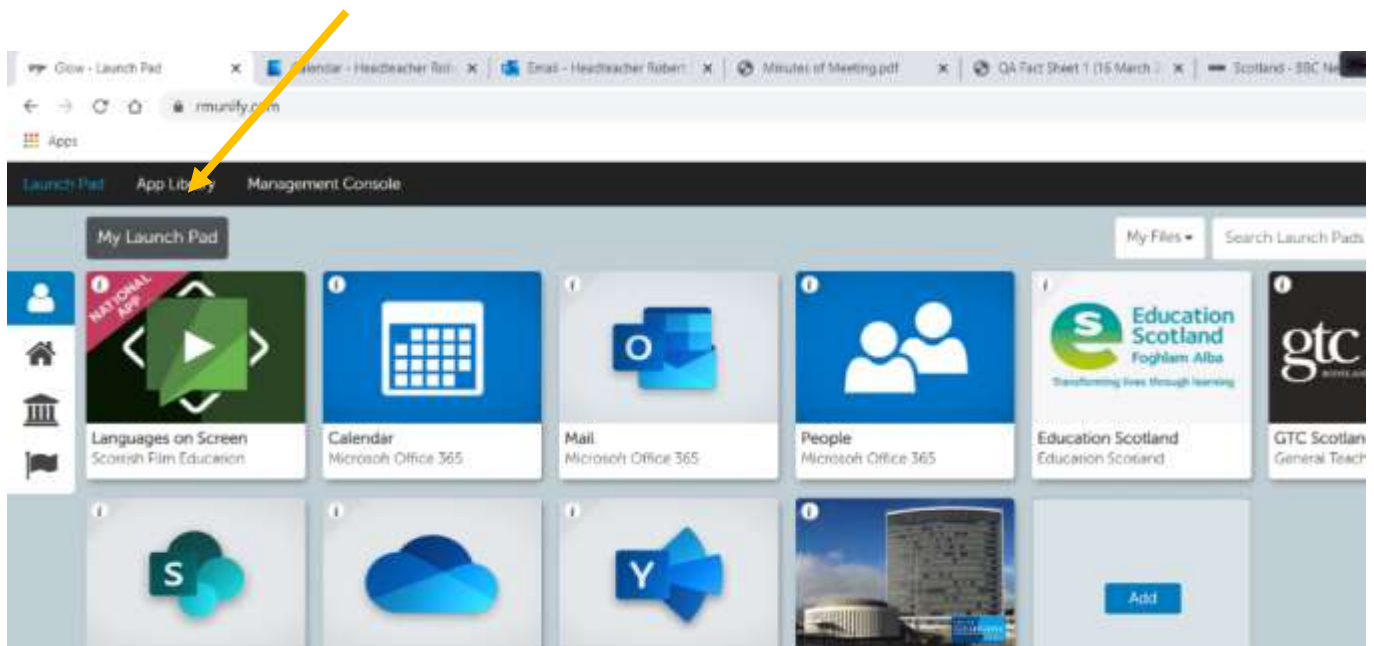 Glow - Launch Pad
Calendar - Headteacher Rob
Email - Headteacher Robert
Minutes of Meeting.pdf
QA Fact Sheet 1 (16 March
Scotland - BBC Ne
rmunify.com
Apps
Launch Pad App Library Management Console
My Launch Pad My Files Search Launch Pads
NATIONAL
APP
Education
Scotland
Foghlam Alba
Transforming lives through learning
gtc
Languages on Screen
Scottish Film Education
Calendar
Microsoft Office 365
Mail
Microsoft Office 365
People
Microsoft Office 365
Education Scotland
Education Scotland
GTC Scotlan
General Teach
S
Y
Add